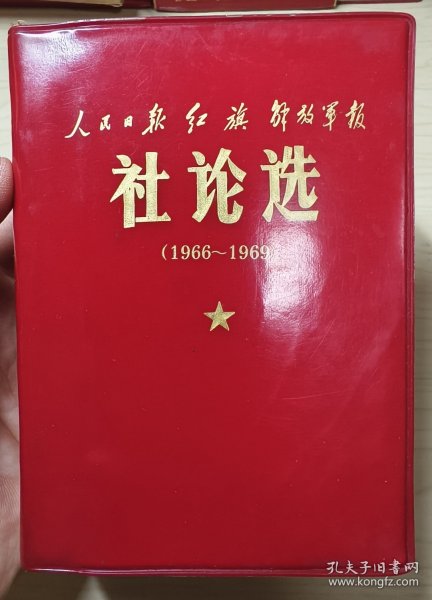 人民日报 红旗 解放军报
社论选
(1966～1969)
孔夫子旧书网
www.kongfz.com